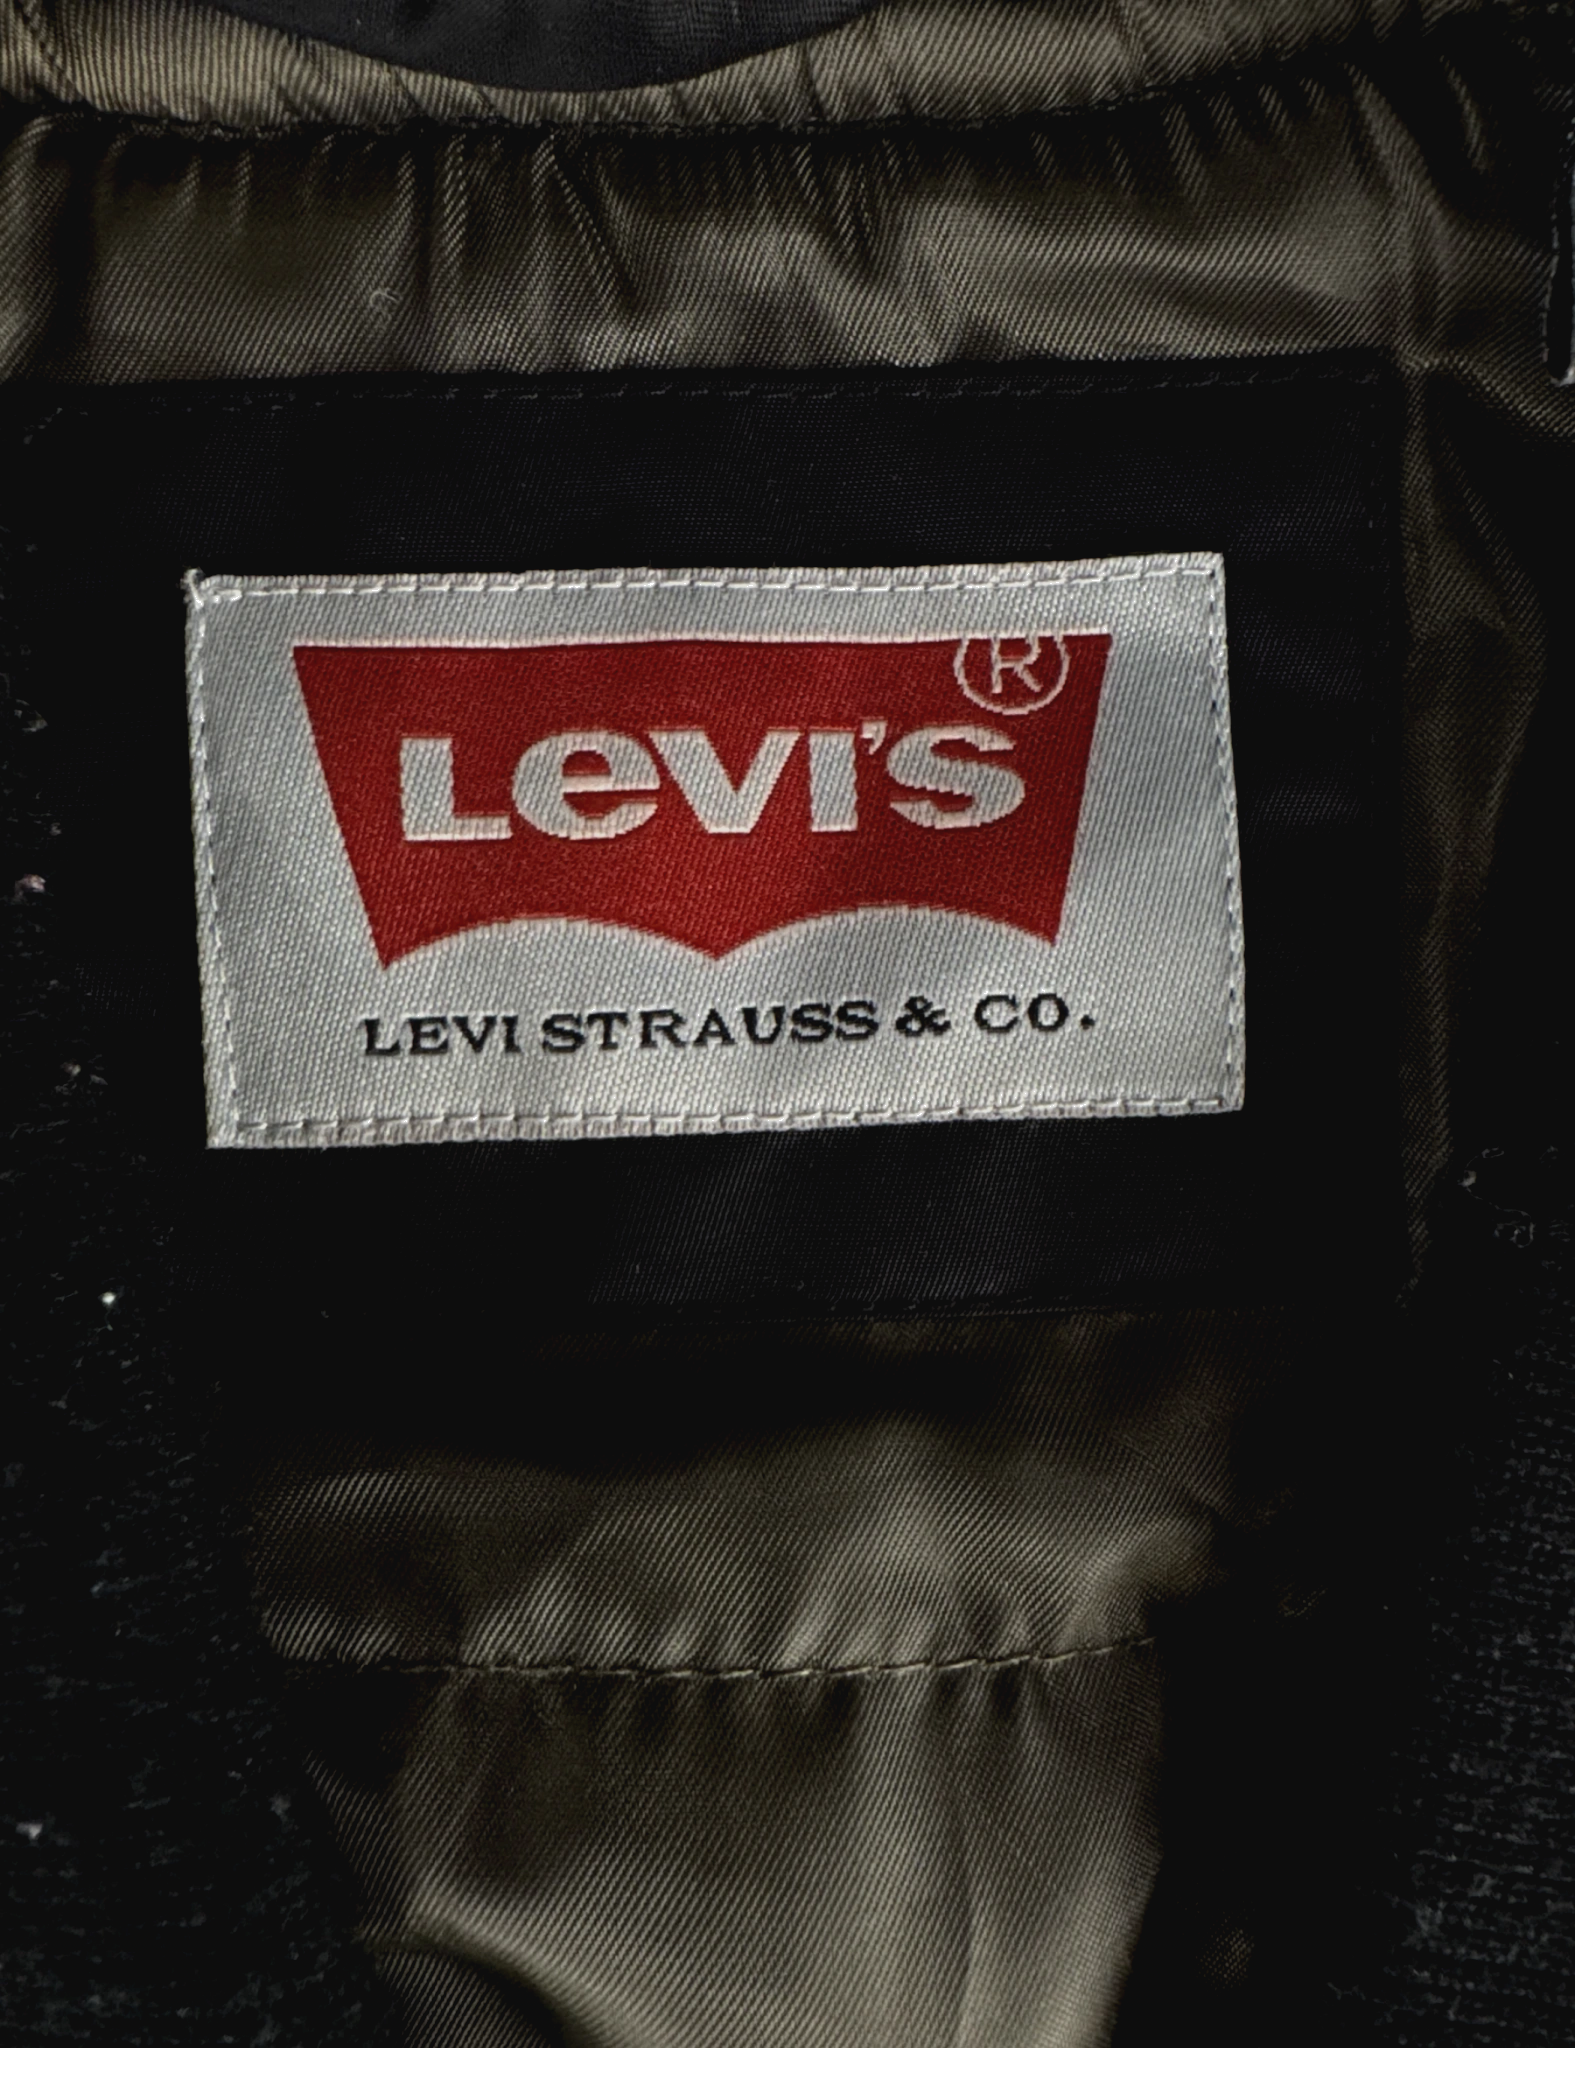 ®
LEVI'S
LEVI STRAUSS & CO.